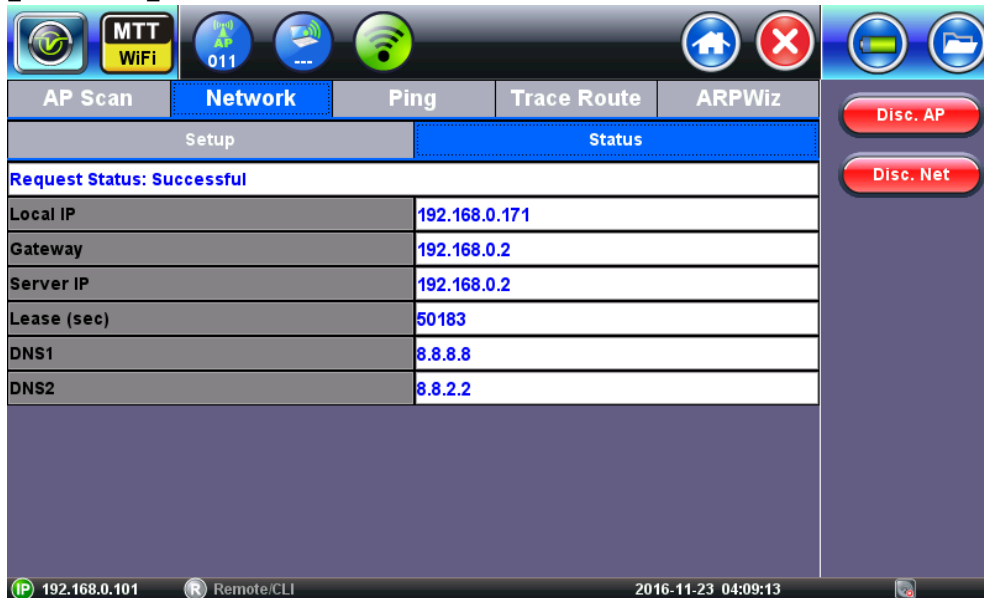 MTT
WiFi
AP
011
---
AP Scan
Network
Ping
Trace Route
ARPWiz
Disc. AP
Setup
Status
Disc. Net
Request Status: Successful
Local IP 192.168.0.171
Gateway 192.168.0.2
Server IP 192.168.0.2
Lease (sec) 50183
DNS1 8.8.8.8
DNS2 8.8.2.2
IP 192.168.0.101
R Remote/CLI
2016-11-23 04:09:13